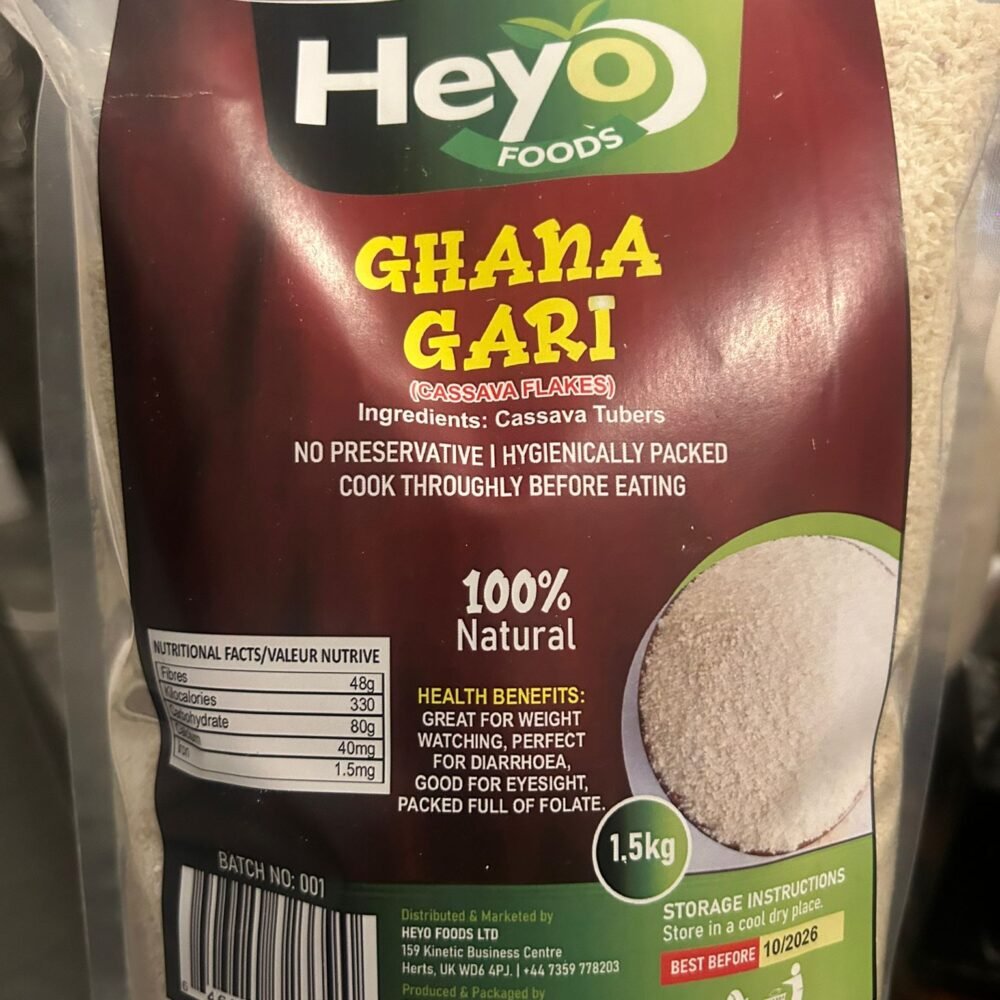 Heyo
FOODS
GHANA
GARI
(CASSAVA FLAKES)
Ingredients: Cassava Tubers
NO PRESERVATIVE | HYGIENICALLY PACKED
COOK THROUGHLY BEFORE EATING
100%
Natural
NUTRITIONAL FACTS/VALEUR NUTRIVE
Fibres 48g
Kilocalories 330
Carbohydrate 80g
Calcium 40mg
Iron 1.5mg
HEALTH BENEFITS:
GREAT FOR WEIGHT
WATCHING, PERFECT
FOR DIARRHOEA,
GOOD FOR EYESIGHT,
PACKED FULL OF FOLATE.
1.5kg
BATCH NO: 001
Distributed & Marketed by
HEYO FOODS LTD
159 Kinetic Business Centre
Herts, UK WD6 4PJ. | +44 7359 778203
Produced & Packaged by
STORAGE INSTRUCTIONS
Store in a cool dry place.
BEST BEFORE 10/2026